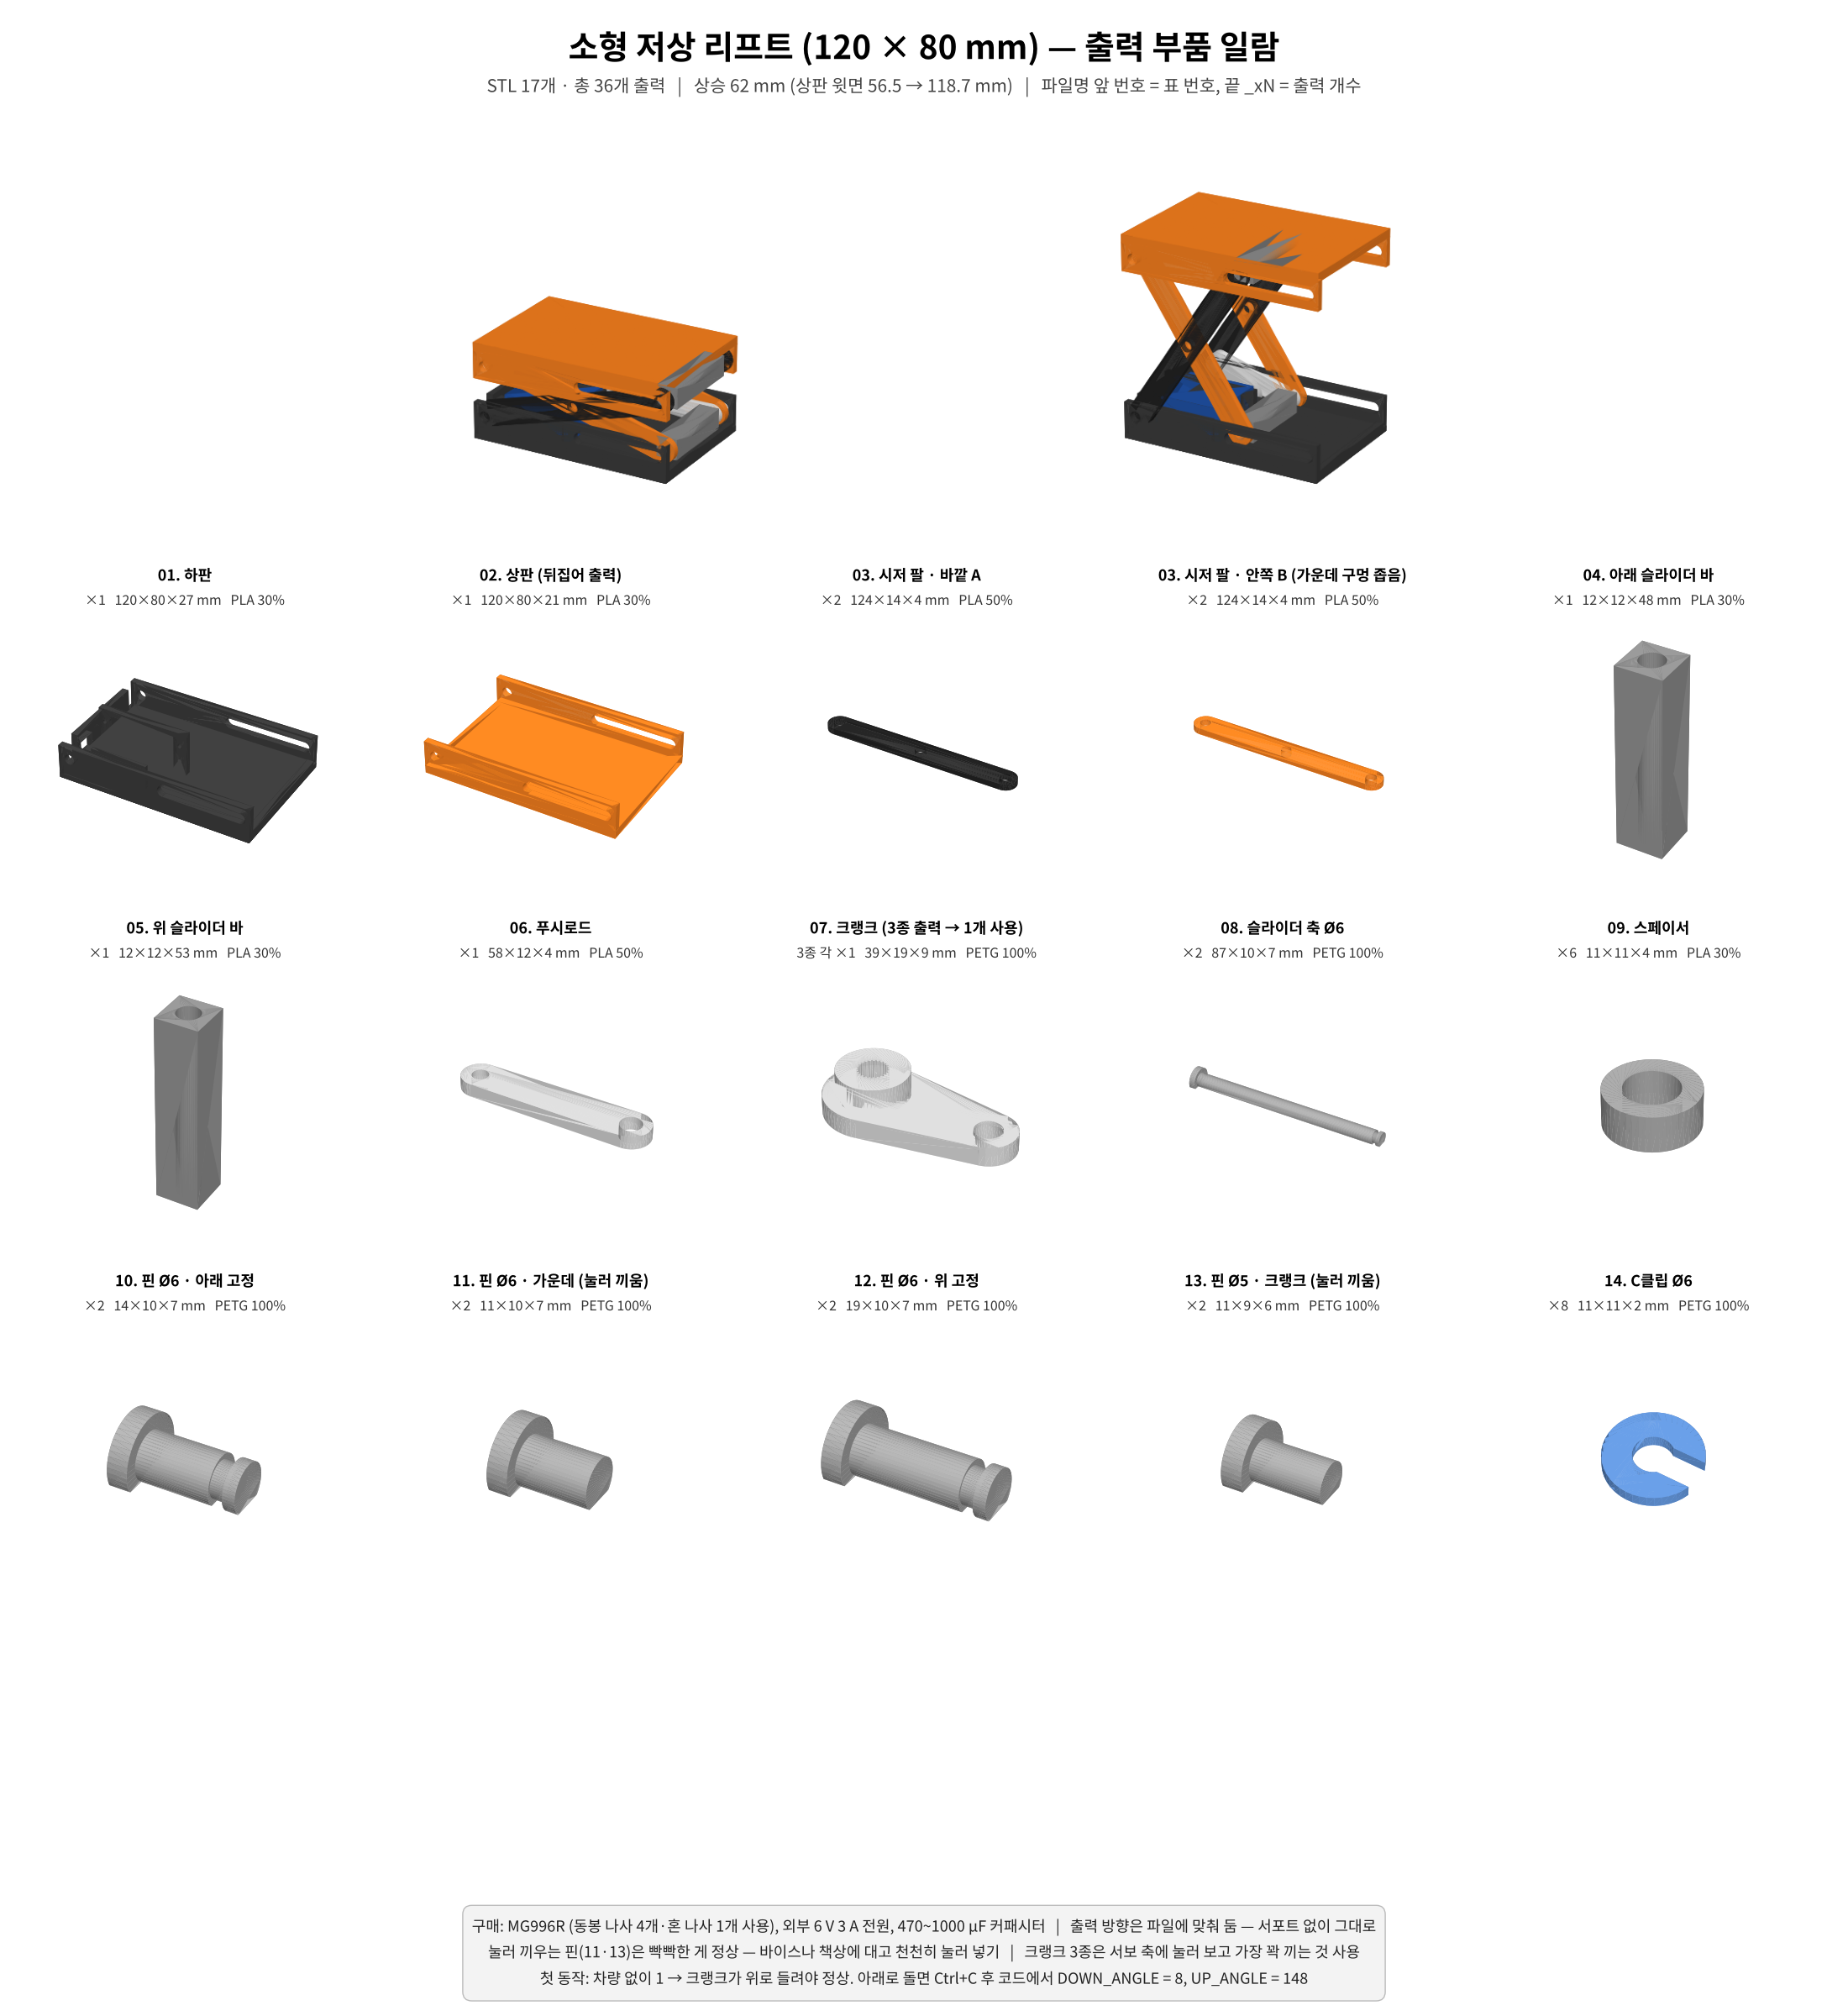 소형 저상 리프트 (120 × 80 mm) — 출력 부품 일람
STL 17개 · 총 36개 출력 | 상승 62 mm (상판 윗면 56.5 → 118.7 mm) | 파일명 앞 번호 = 표 번호, 끝 _xN = 출력 개수
01. 하판
×1 120×80×27 mm PLA 30%
02. 상판 (뒤집어 출력)
×1 120×80×21 mm PLA 30%
03. 시저 팔 · 바깥 A
×2 124×14×4 mm PLA 50%
03. 시저 팔 · 안쪽 B (가운데 구멍 좁음)
×2 124×14×4 mm PLA 50%
04. 아래 슬라이더 바
×1 12×12×48 mm PLA 30%
05. 위 슬라이더 바
×1 12×12×53 mm PLA 30%
06. 푸시로드
×1 58×12×4 mm PLA 50%
07. 크랭크 (3종 출력 → 1개 사용)
3종 각 ×1 39×19×9 mm PETG 100%
08. 슬라이더 축 Ø6
×2 87×10×7 mm PETG 100%
09. 스페이서
×6 11×11×4 mm PLA 30%
10. 핀 Ø6 · 아래 고정
×2 14×10×7 mm PETG 100%
11. 핀 Ø6 · 가운데 (눌러 끼움)
×2 11×10×7 mm PETG 100%
12. 핀 Ø6 · 위 고정
×2 19×10×7 mm PETG 100%
13. 핀 Ø5 · 크랭크 (눌러 끼움)
×2 11×9×6 mm PETG 100%
14. C클립 Ø6
×8 11×11×2 mm PETG 100%
구매: MG996R (동봉 나사 4개·혼 나사 1개 사용), 외부 6 V 3 A 전원, 470~1000 µF 커패시터 | 출력 방향은 파일에 맞춰 둠 — 서포트 없이 그대로
눌러 끼우는 핀(11·13)은 빡빡한 게 정상 — 바이스나 책상에 대고 천천히 눌러 넣기 | 크랭크 3종은 서보 축에 눌러 보고 가장 꽉 끼는 것 사용
첫 동작: 차량 없이 1 → 크랭크가 위로 들려야 정상. 아래로 돌면 Ctrl+C 후 코드에서 DOWN_ANGLE = 8, UP_ANGLE = 148